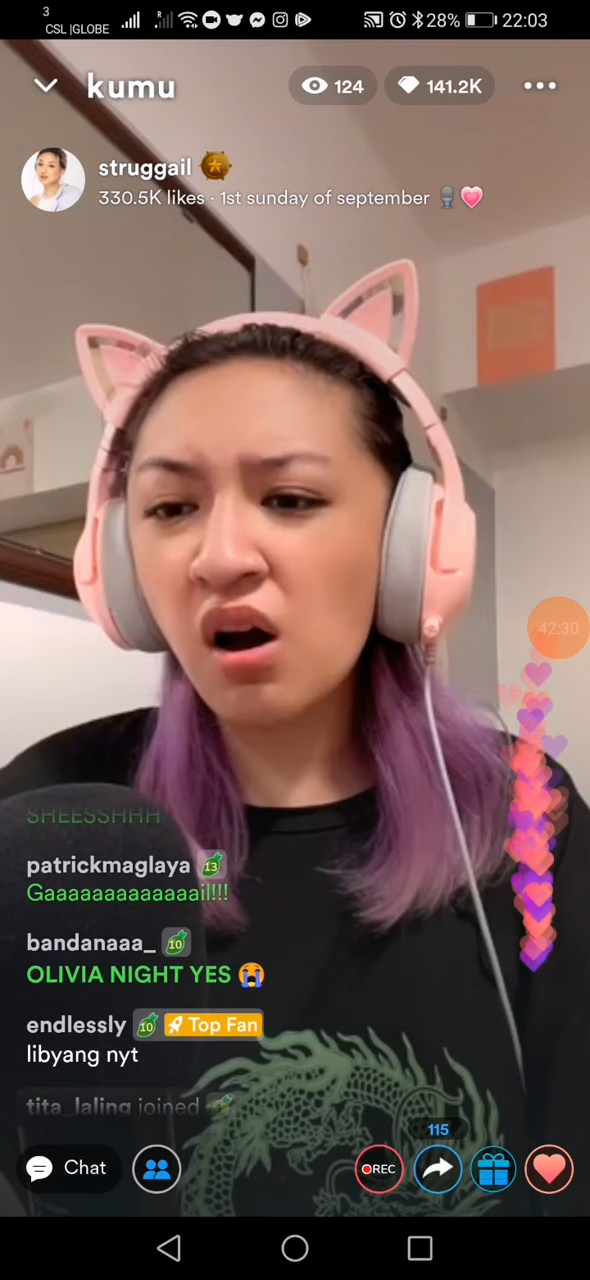 3
CSL |GLOBE
R
28%
22:03
kumu
124
141.2K
struggail
330.5K likes · 1st sunday of september
42:30
SHEESSHHH
patrickmaglaya 13
Gaaaaaaaaaaaaail!!!
bandanaaa_ 10
OLIVIA NIGHT YES
endlessly 10 Top Fan
libyang nyt
tita_laling joined
115
Chat
REC